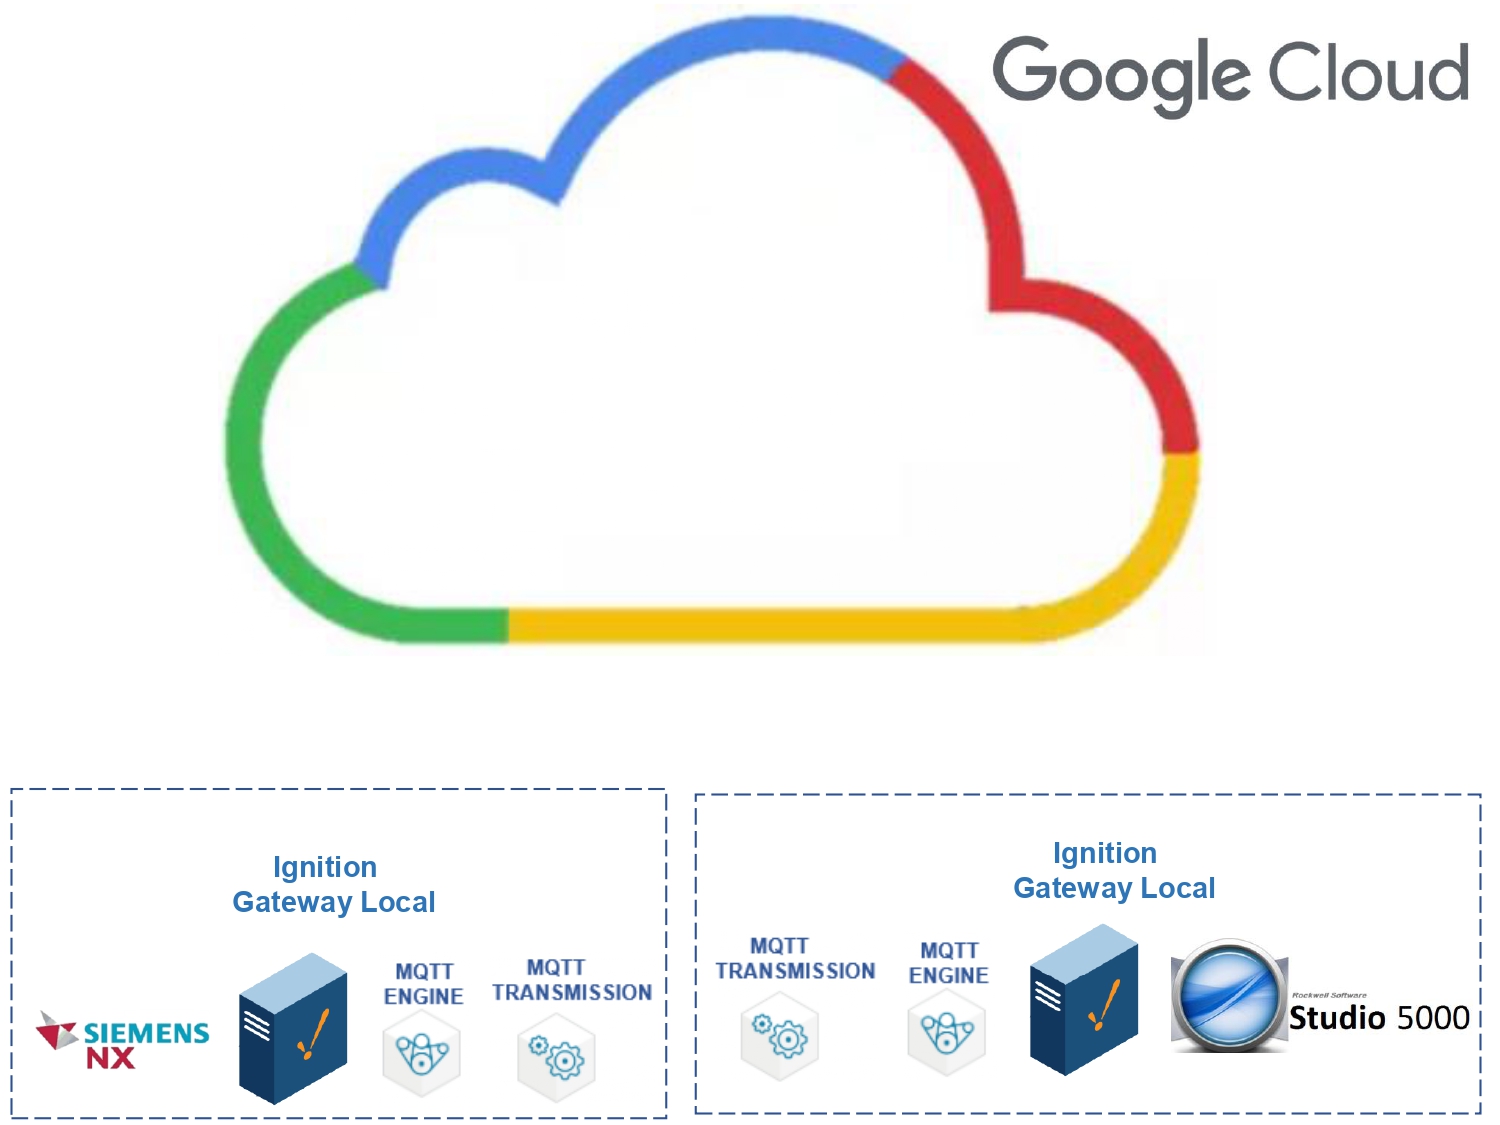 Google Cloud
Ignition
Gateway Local
MQTT
ENGINE
MQTT
TRANSMISSION
SIEMENS
NX
Ignition
Gateway Local
MQTT
TRANSMISSION
MQTT
ENGINE
Rockwell Software
Studio 5000